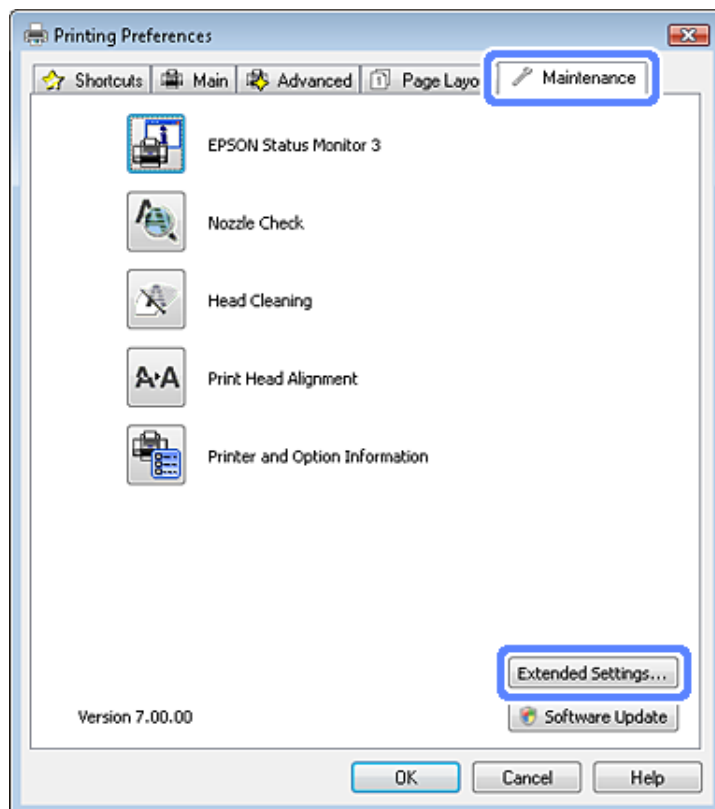 Printing Preferences
Shortcuts Main Advanced Page Layo Maintenance
EPSON Status Monitor 3
Nozzle Check
Head Cleaning
A A Print Head Alignment
Printer and Option Information
Extended Settings...
Version 7.00.00 Software Update
OK Cancel Help